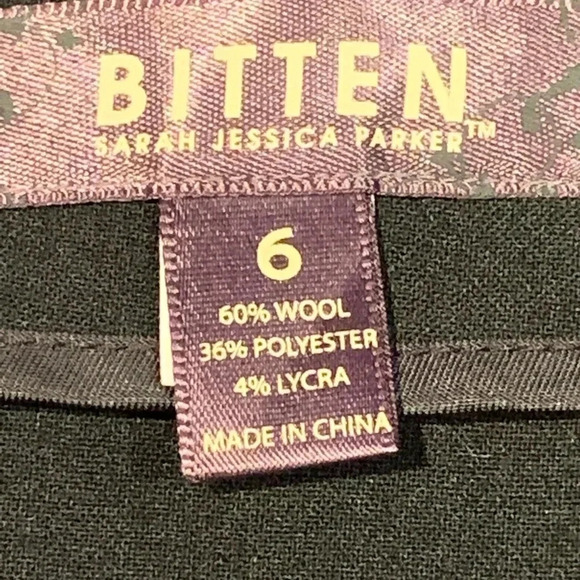 BITTEN
SARAH JESSICA PARKER™
6
60% WOOL
36% POLYESTER
4% LYCRA
MADE IN CHINA